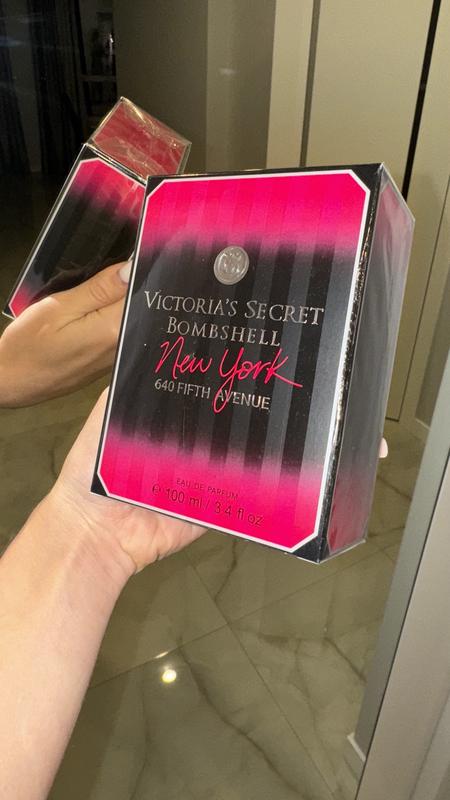 VICTORIA'S SECRET
BOMBSHELL
New York
640 FIFTH AVENUE
EAU DE PARFUM
℮ 100 ml / 3.4 fl oz